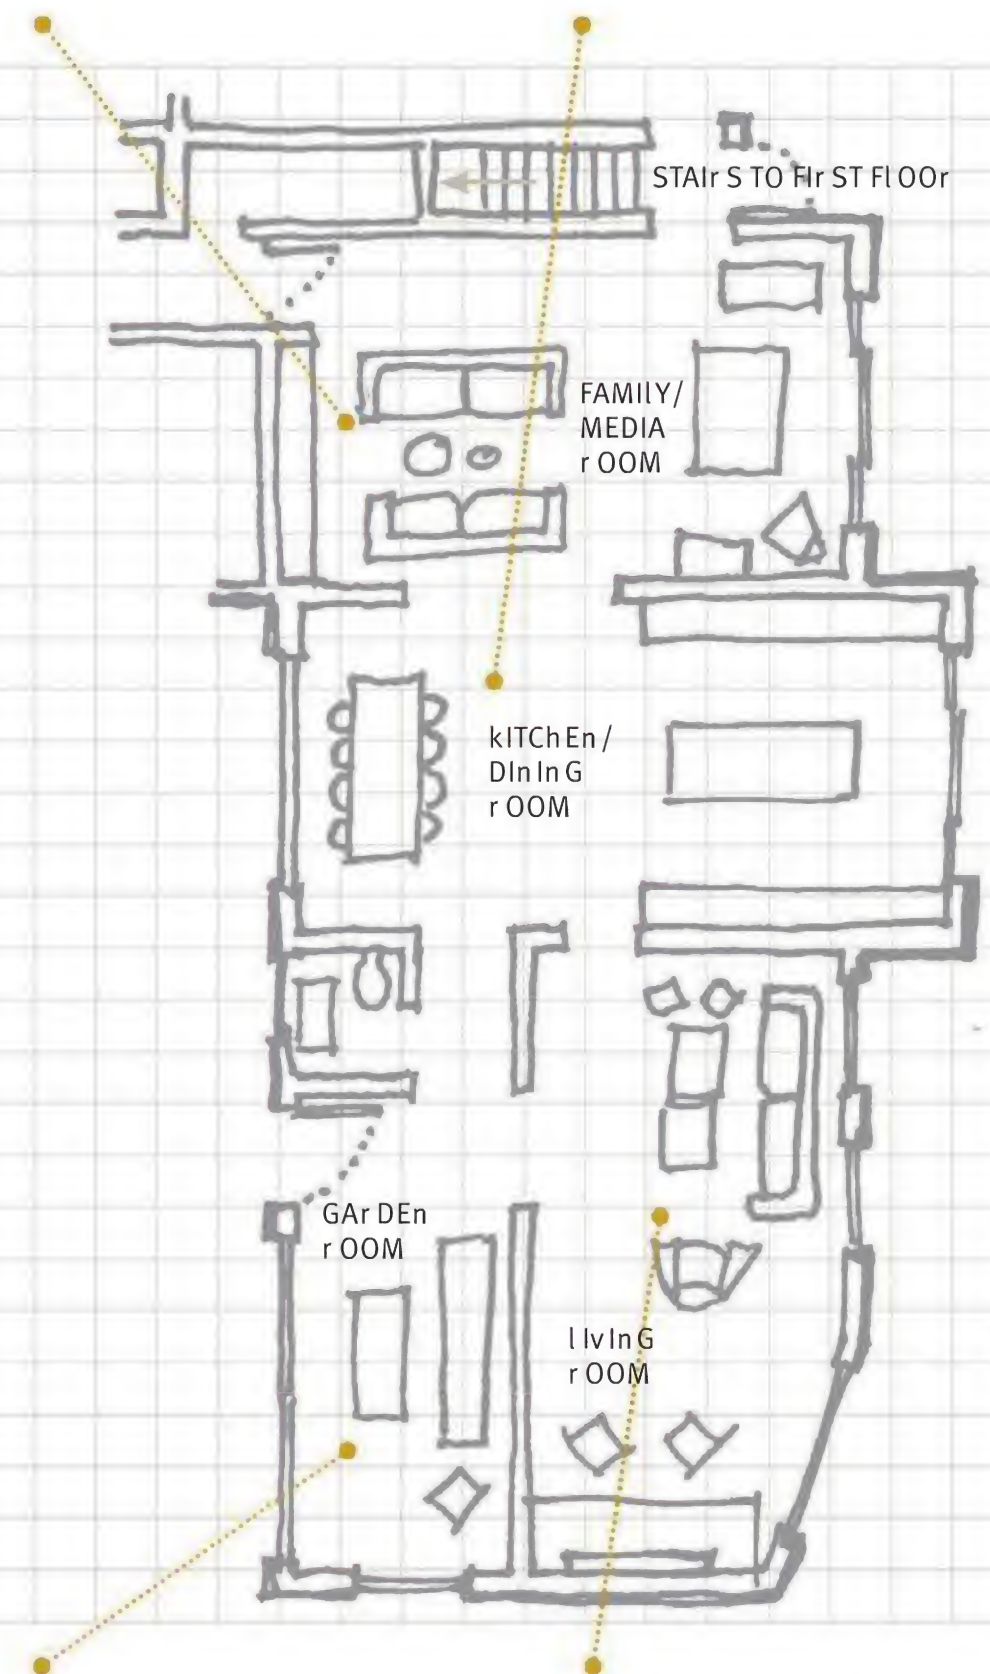 STAIrS TO FIrST FlOOr
FAMIlY/
MEDIA
rOOM
kITChEn/
DInInG
rOOM
GArDEn
rOOM
lIvInG
rOOM